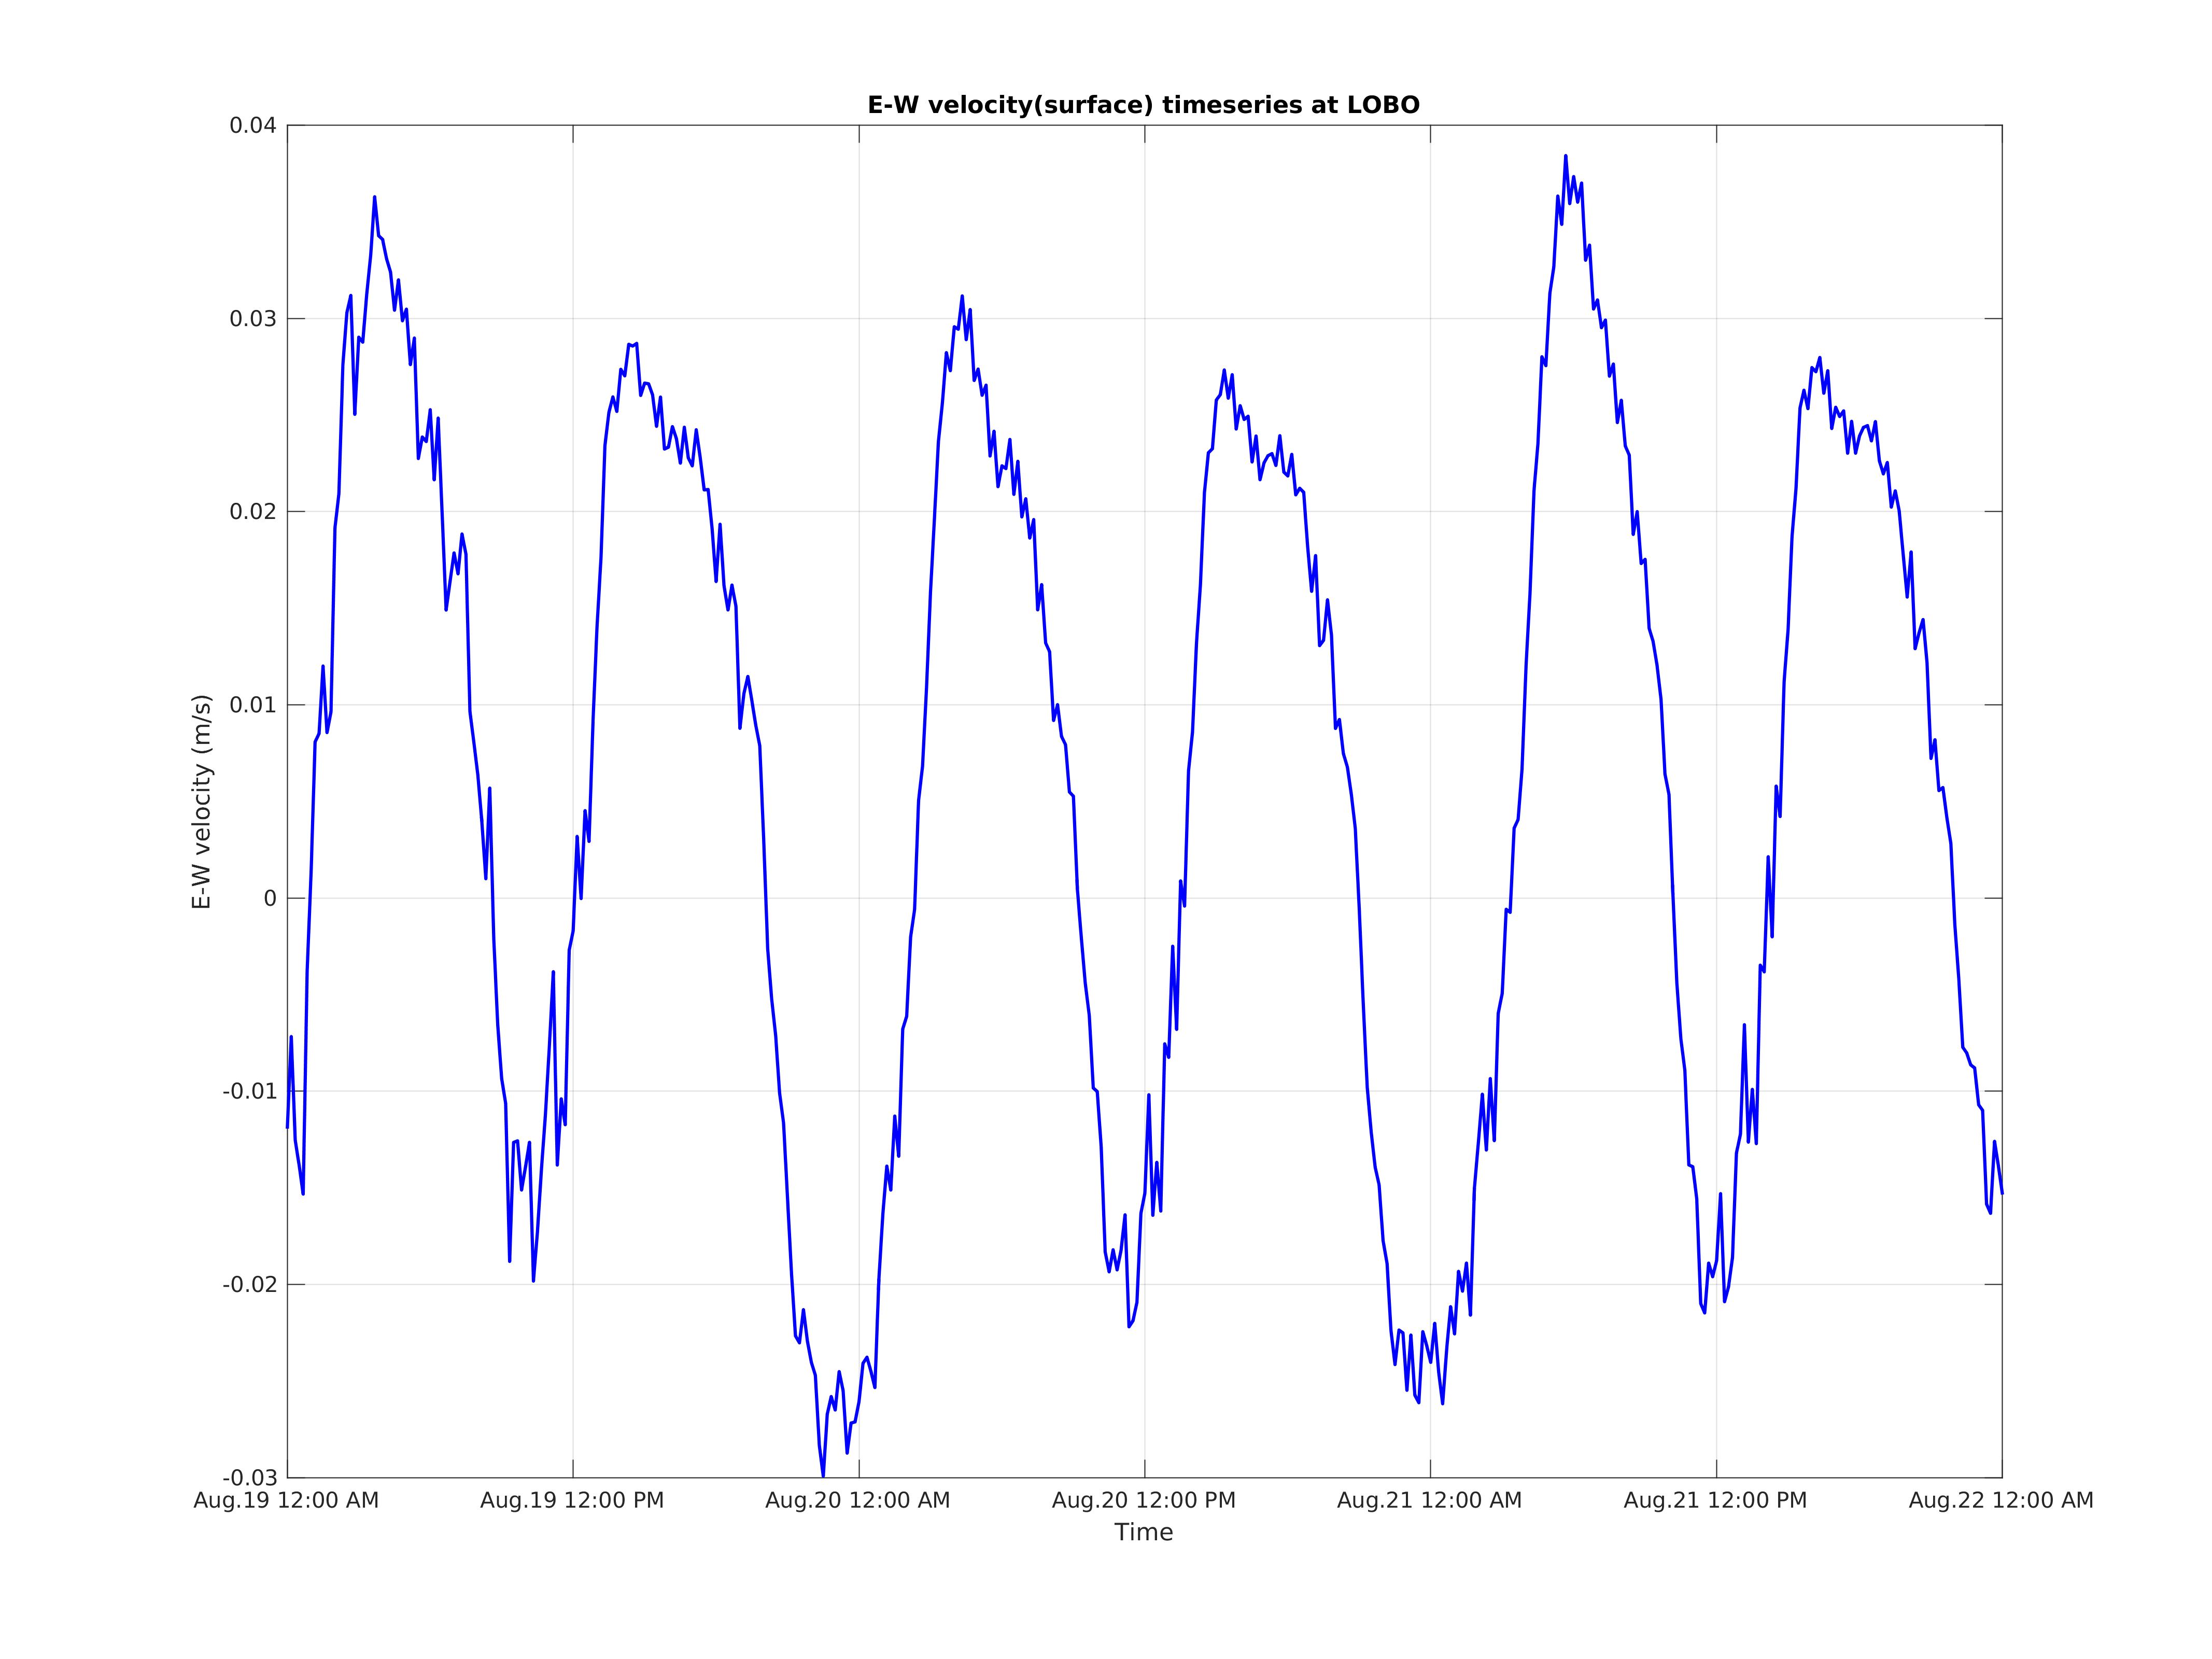 E-W velocity(surface) timeseries at LOBO
0.04
0.03
0.02
0.01
0
-0.01
-0.02
-0.03
E-W velocity (m/s)
Aug.19 12:00 AM
Aug.19 12:00 PM
Aug.20 12:00 AM
Aug.20 12:00 PM
Aug.21 12:00 AM
Aug.21 12:00 PM
Aug.22 12:00 AM
Time